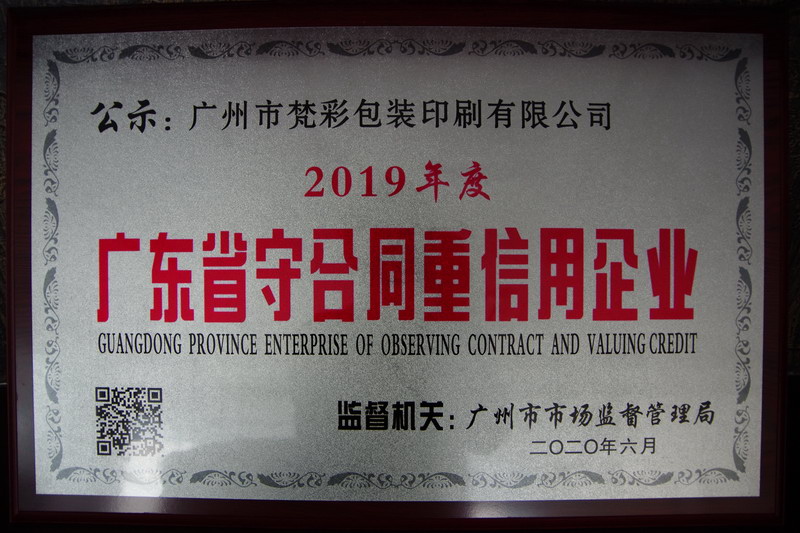 公示：广州市梵彩包装印刷有限公司
2019年度
广东省守合同重信用企业
GUANGDONG PROVINCE ENTERPRISE OF OBSERVING CONTRACT AND VALUING CREDIT
监督机关：广州市市场监督管理局
二〇二〇年六月